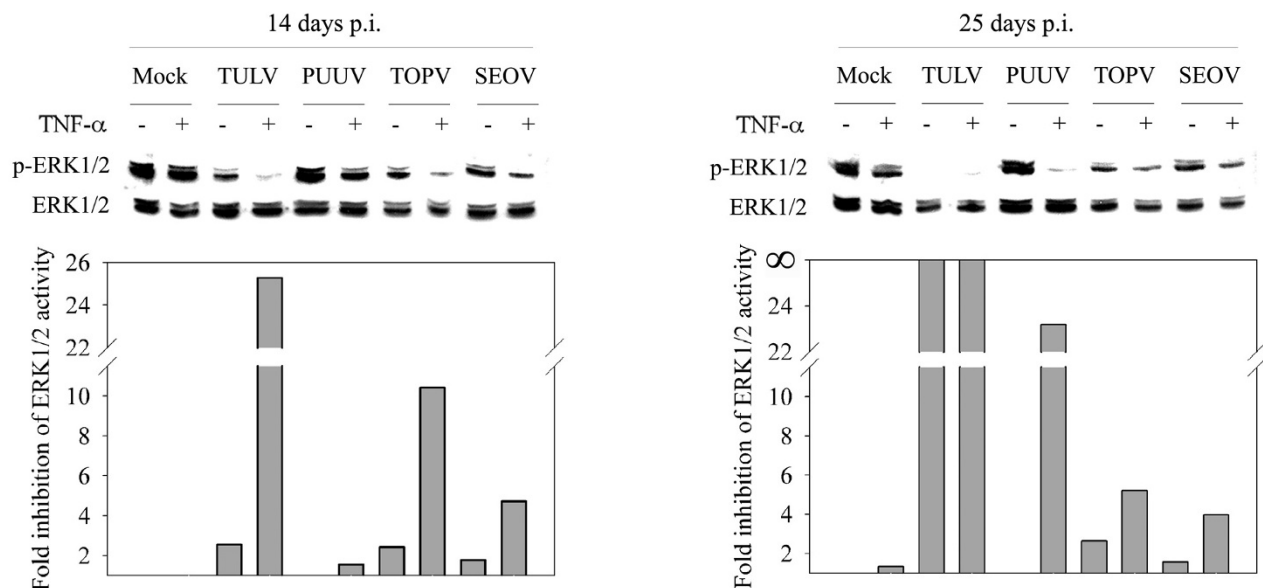 14 days p.i.
Mock TULV PUUV TOPV SEOV
TNF-α - + - + - + - + - +
p-ERK1/2
ERK1/2
Fold inhibition of ERK1/2 activity
26
24
22
10
8
6
4
2
25 days p.i.
Mock TULV PUUV TOPV SEOV
TNF-α - + - + - + - + - +
p-ERK1/2
ERK1/2
Fold inhibition of ERK1/2 activity
∞
24
22
10
8
6
4
2